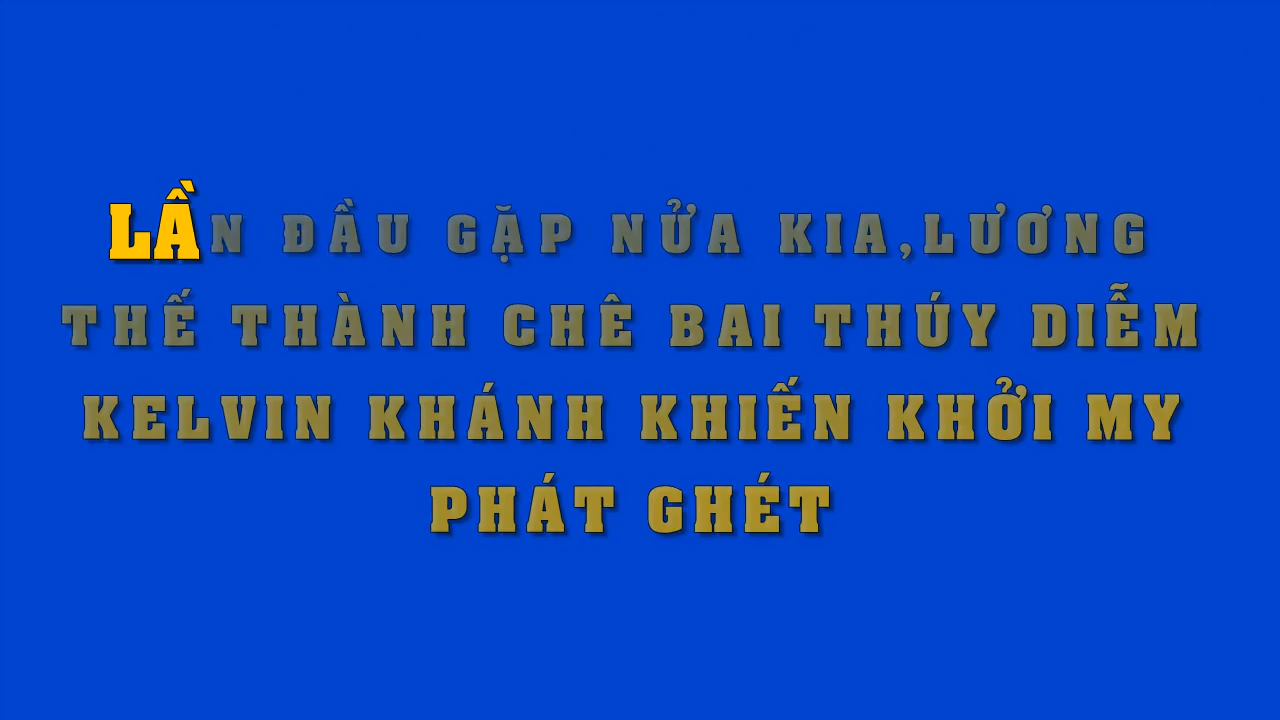 LẦN ĐẦU GẶP NỬA KIA,LƯƠNG
THẾ THÀNH CHÊ BAI THÚY DIỄM
KELVIN KHÁNH KHIẾN KHỞI MY
PHÁT GHÉT